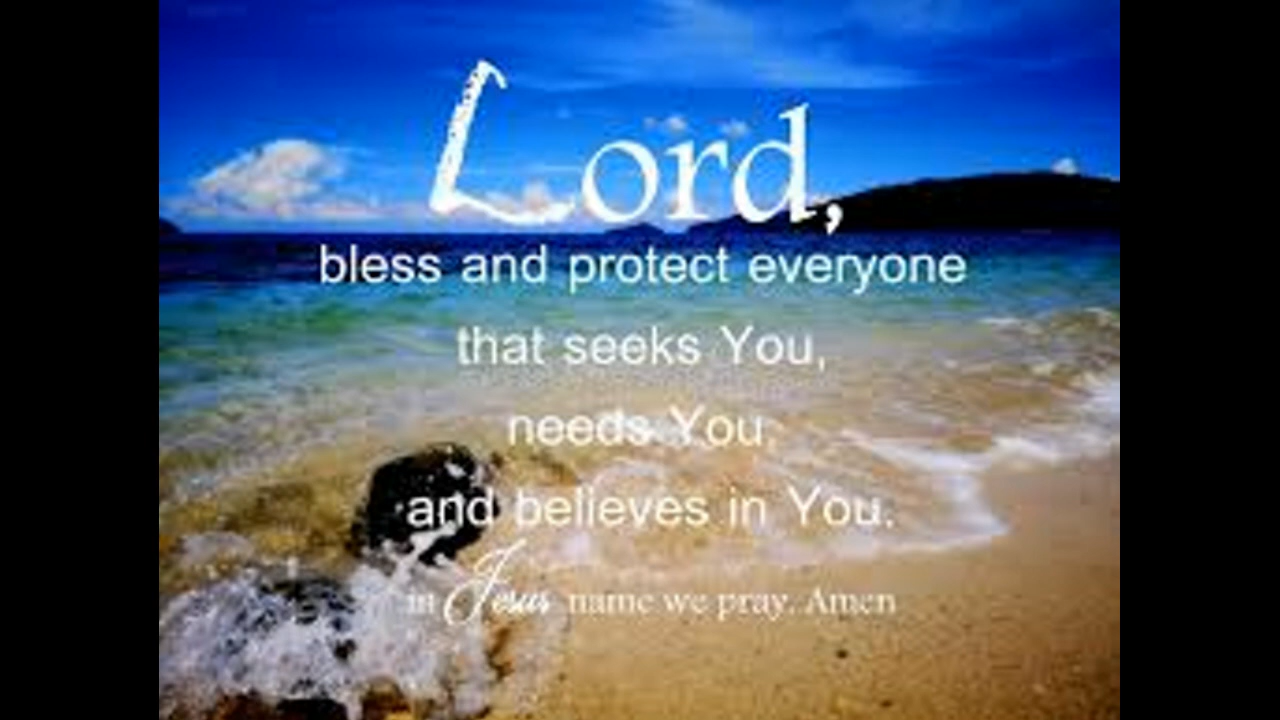 Lord,
bless and protect everyone
that seeks You,
needs You.
and believes in You.
in Jesus name we pray. Amen